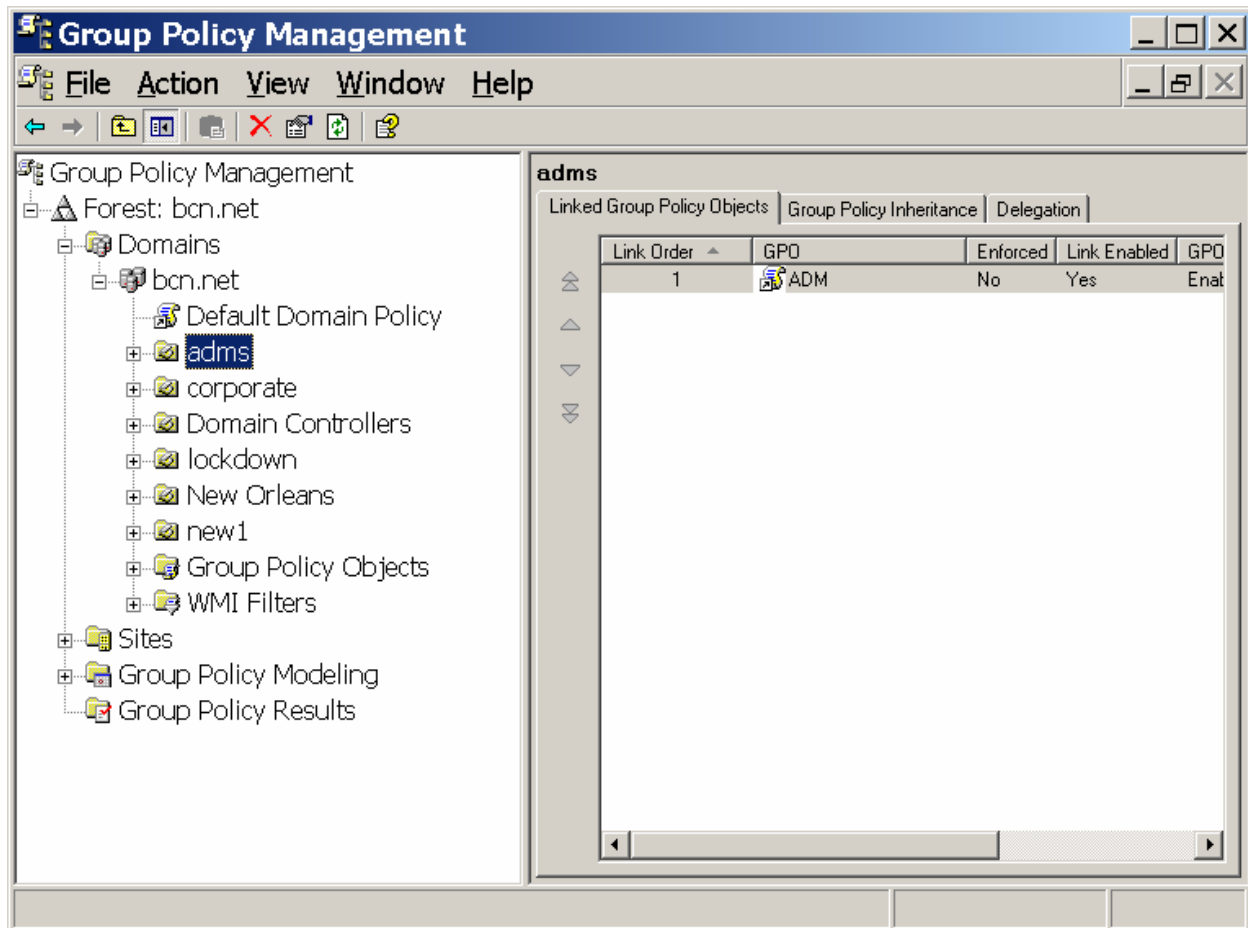 Group Policy Management
File Action View Window Help
Group Policy Management
Forest: bcn.net
Domains
bcn.net
Default Domain Policy
adms
corporate
Domain Controllers
lockdown
New Orleans
new1
Group Policy Objects
WMI Filters
Sites
Group Policy Modeling
Group Policy Results
adms
Linked Group Policy Objects Group Policy Inheritance Delegation
Link Order GPO Enforced Link Enabled GPO
1 ADM No Yes Enab